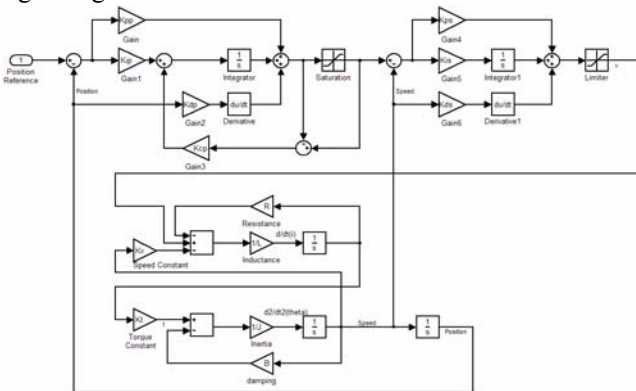 1
Position
Reference
Kpp
Gain
Kip
Gain1
1
s
Integrator
Saturation
Position
Kdp
Gain2
du/dt
Derivative
Kcp
Gain3
Kps
Gain4
Kis
Gain5
1
s
Integrator1
Limiter
v
Speed
Kds
Gain6
du/dt
Derivative1
R
Resistance
d/dt(i)
Speed Constant
1/L
Inductance
1
s
Kt
Torque
Constant
1/J
Inertia
d2/dt2(theta)
1
s
Speed
1
s
Position
B
damping